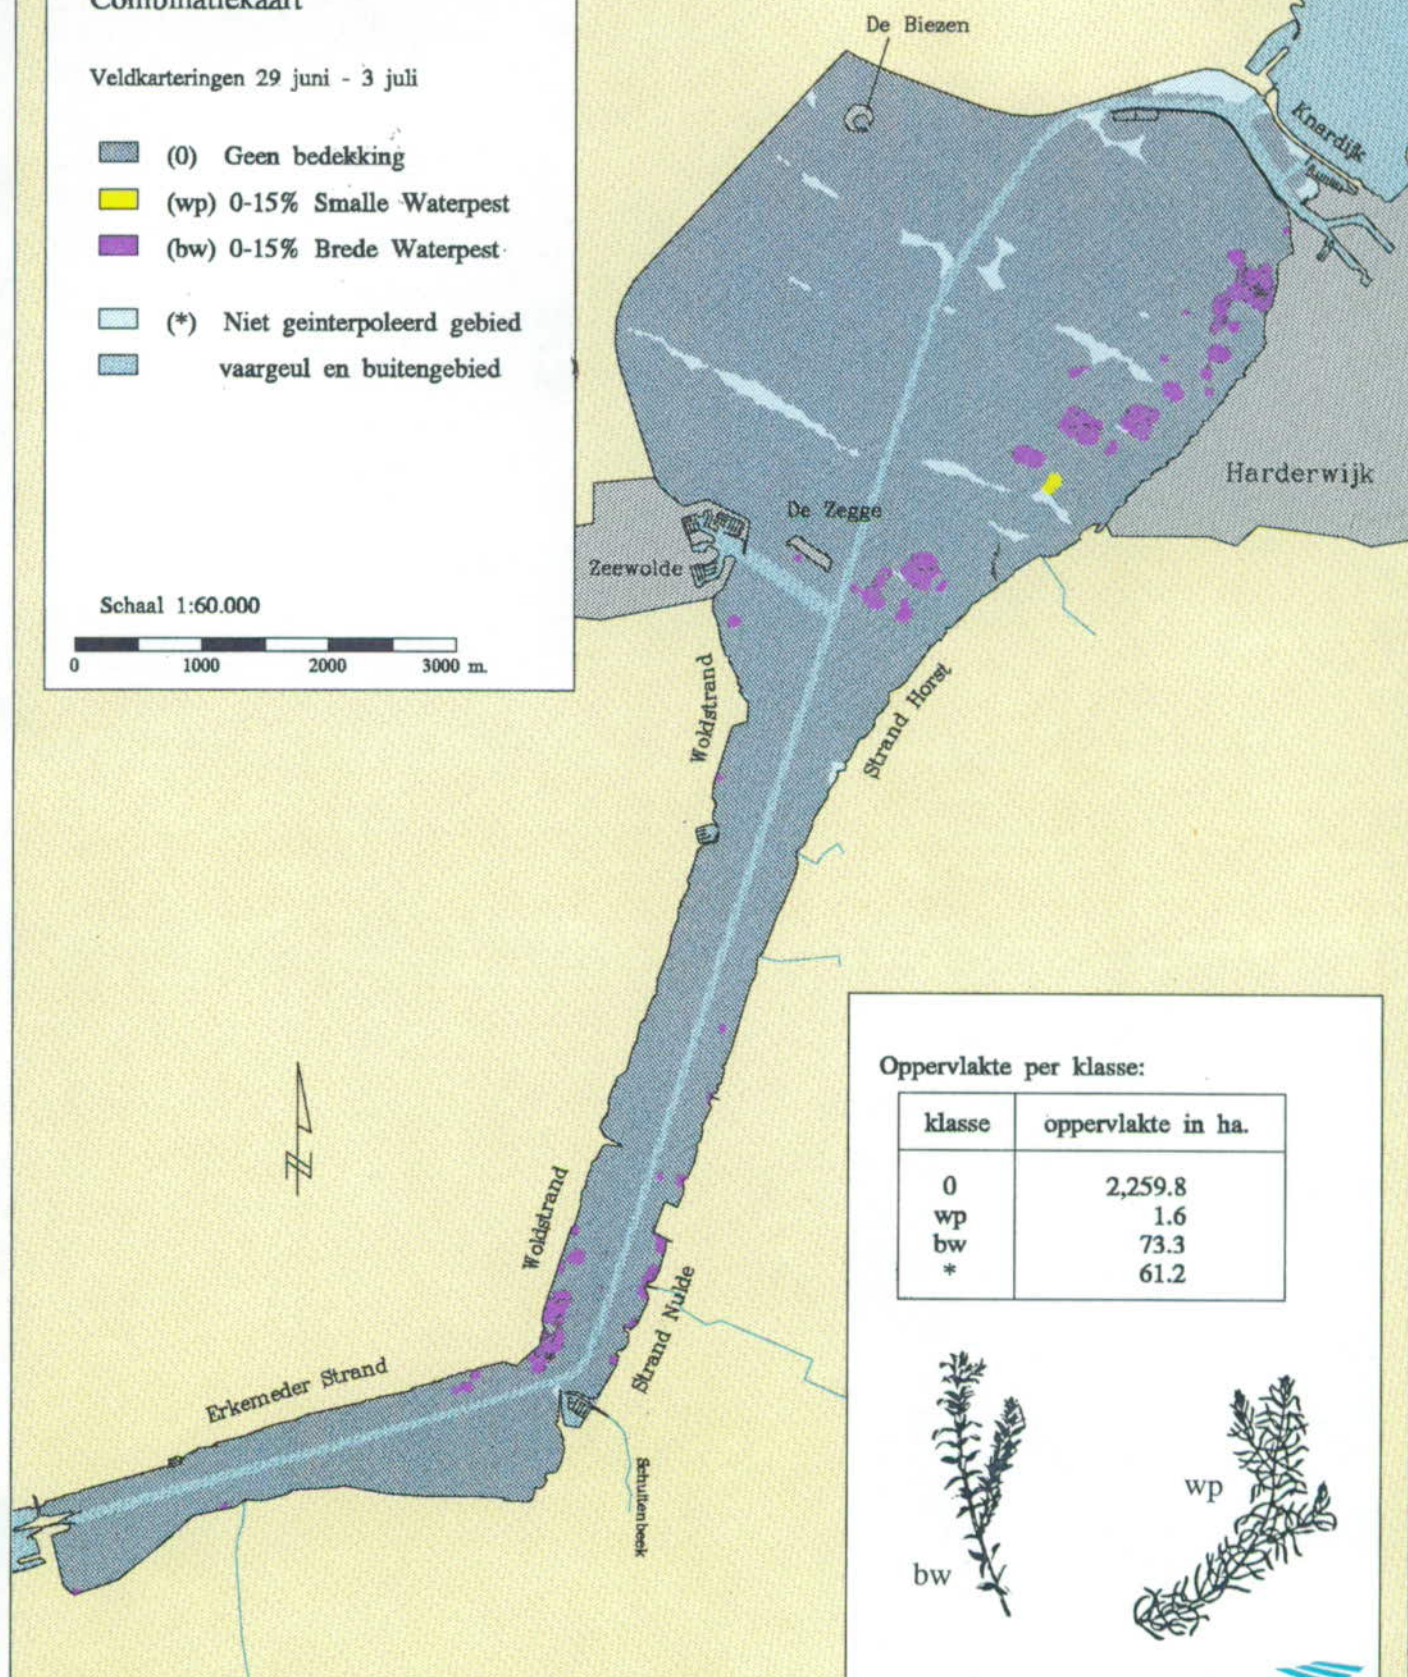 Combinatiekaart
Veldkarteringen 29 juni - 3 juli
(0) Geen bedekking
(wp) 0-15% Smalle Waterpest
(bw) 0-15% Brede Waterpest
(*) Niet geinterpoleerd gebied
vaargeul en buitengebied
Schaal 1:60.000
0 1000 2000 3000 m.
De Biezen
Knardijk
Harderwijk
De Zegge
Zeewolde
Woldstrand
Strand Horst
Woldstrand
Strand Nulde
Erkemeder Strand
Schuitenbeek
Oppervlakte per klasse:
klasse oppervlakte in ha.
0 2,259.8
wp 1.6
bw 73.3
* 61.2
bw
wp